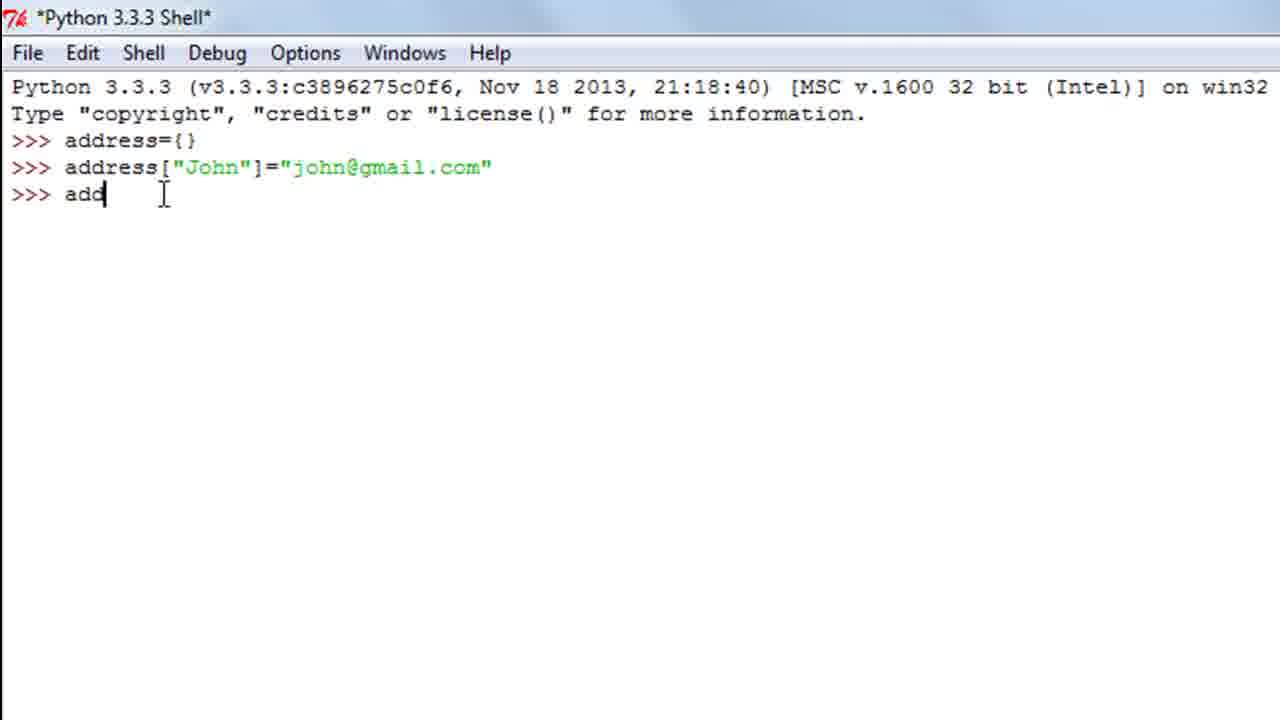 *Python 3.3.3 Shell*
File Edit Shell Debug Options Windows Help
Python 3.3.3 (v3.3.3:c3896275c0f6, Nov 18 2013, 21:18:40) [MSC v.1600 32 bit (Intel)] on win32
Type "copyright", "credits" or "license()" for more information.
>>> address={}
>>> address["John"]="john@gmail.com"
>>> add